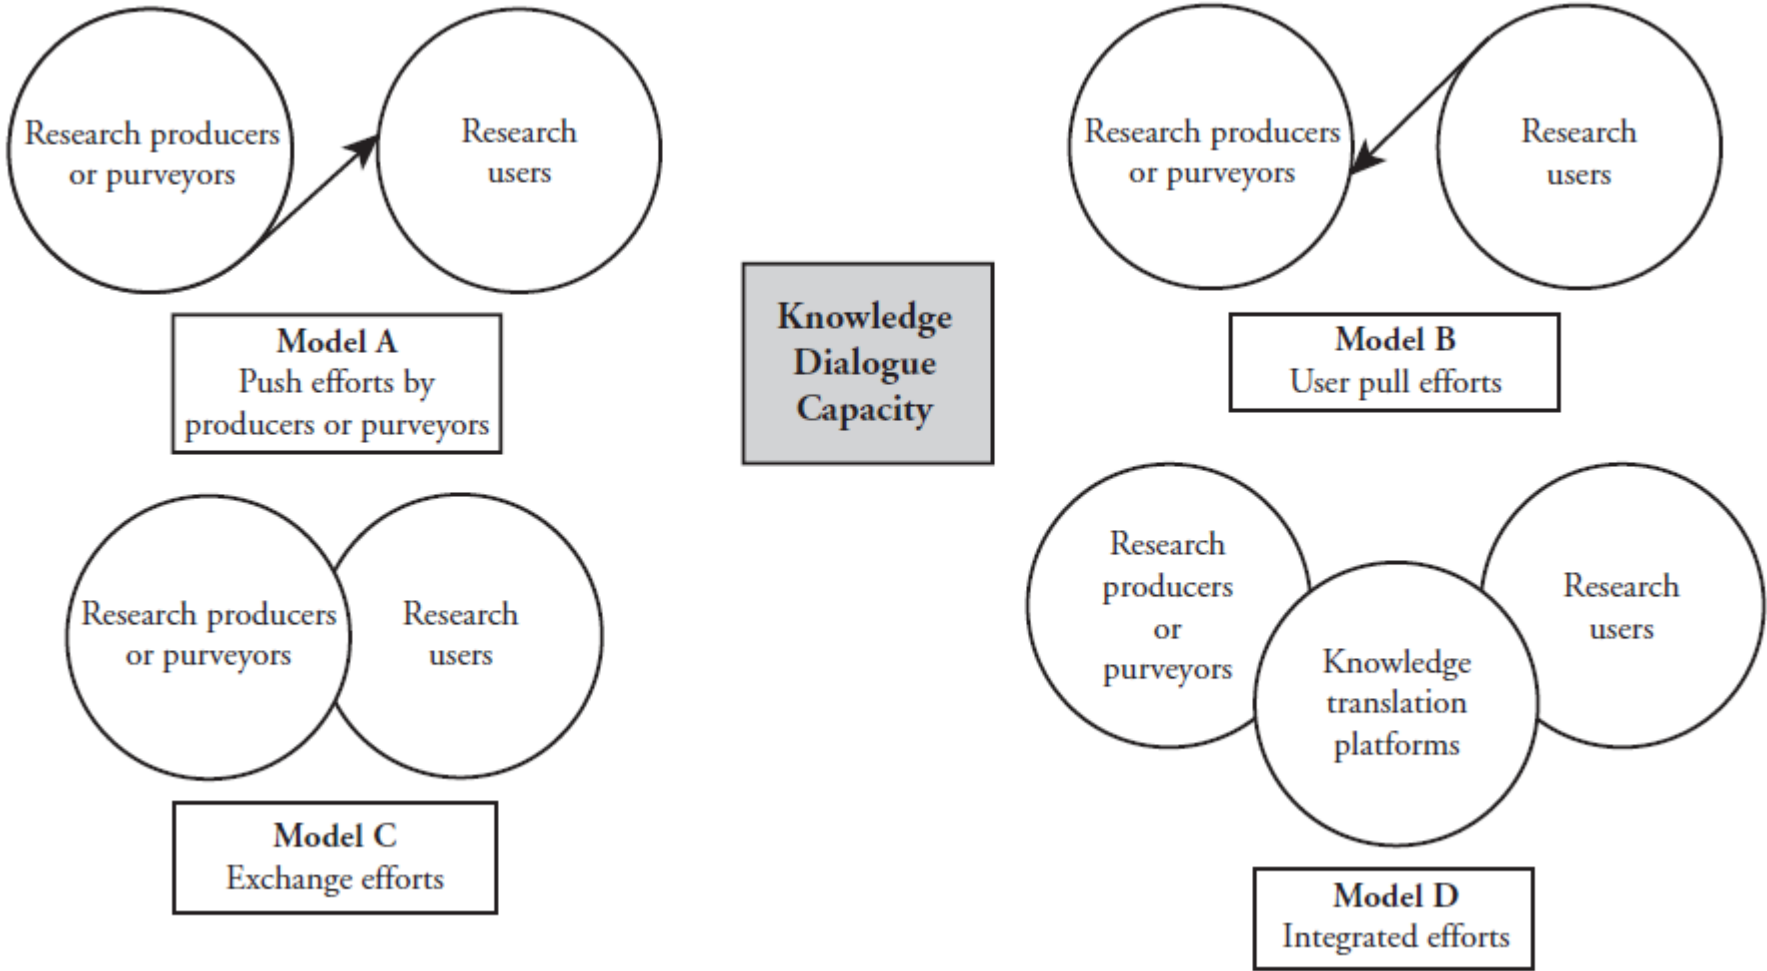 Research producers
or purveyors
Research
users
Model A
Push efforts by
producers or purveyors
Research producers
or purveyors
Research
users
Model B
User pull efforts
Knowledge
Dialogue
Capacity
Research producers
or purveyors
Research
users
Model C
Exchange efforts
Research
producers
or
purveyors
Knowledge
translation
platforms
Research
users
Model D
Integrated efforts